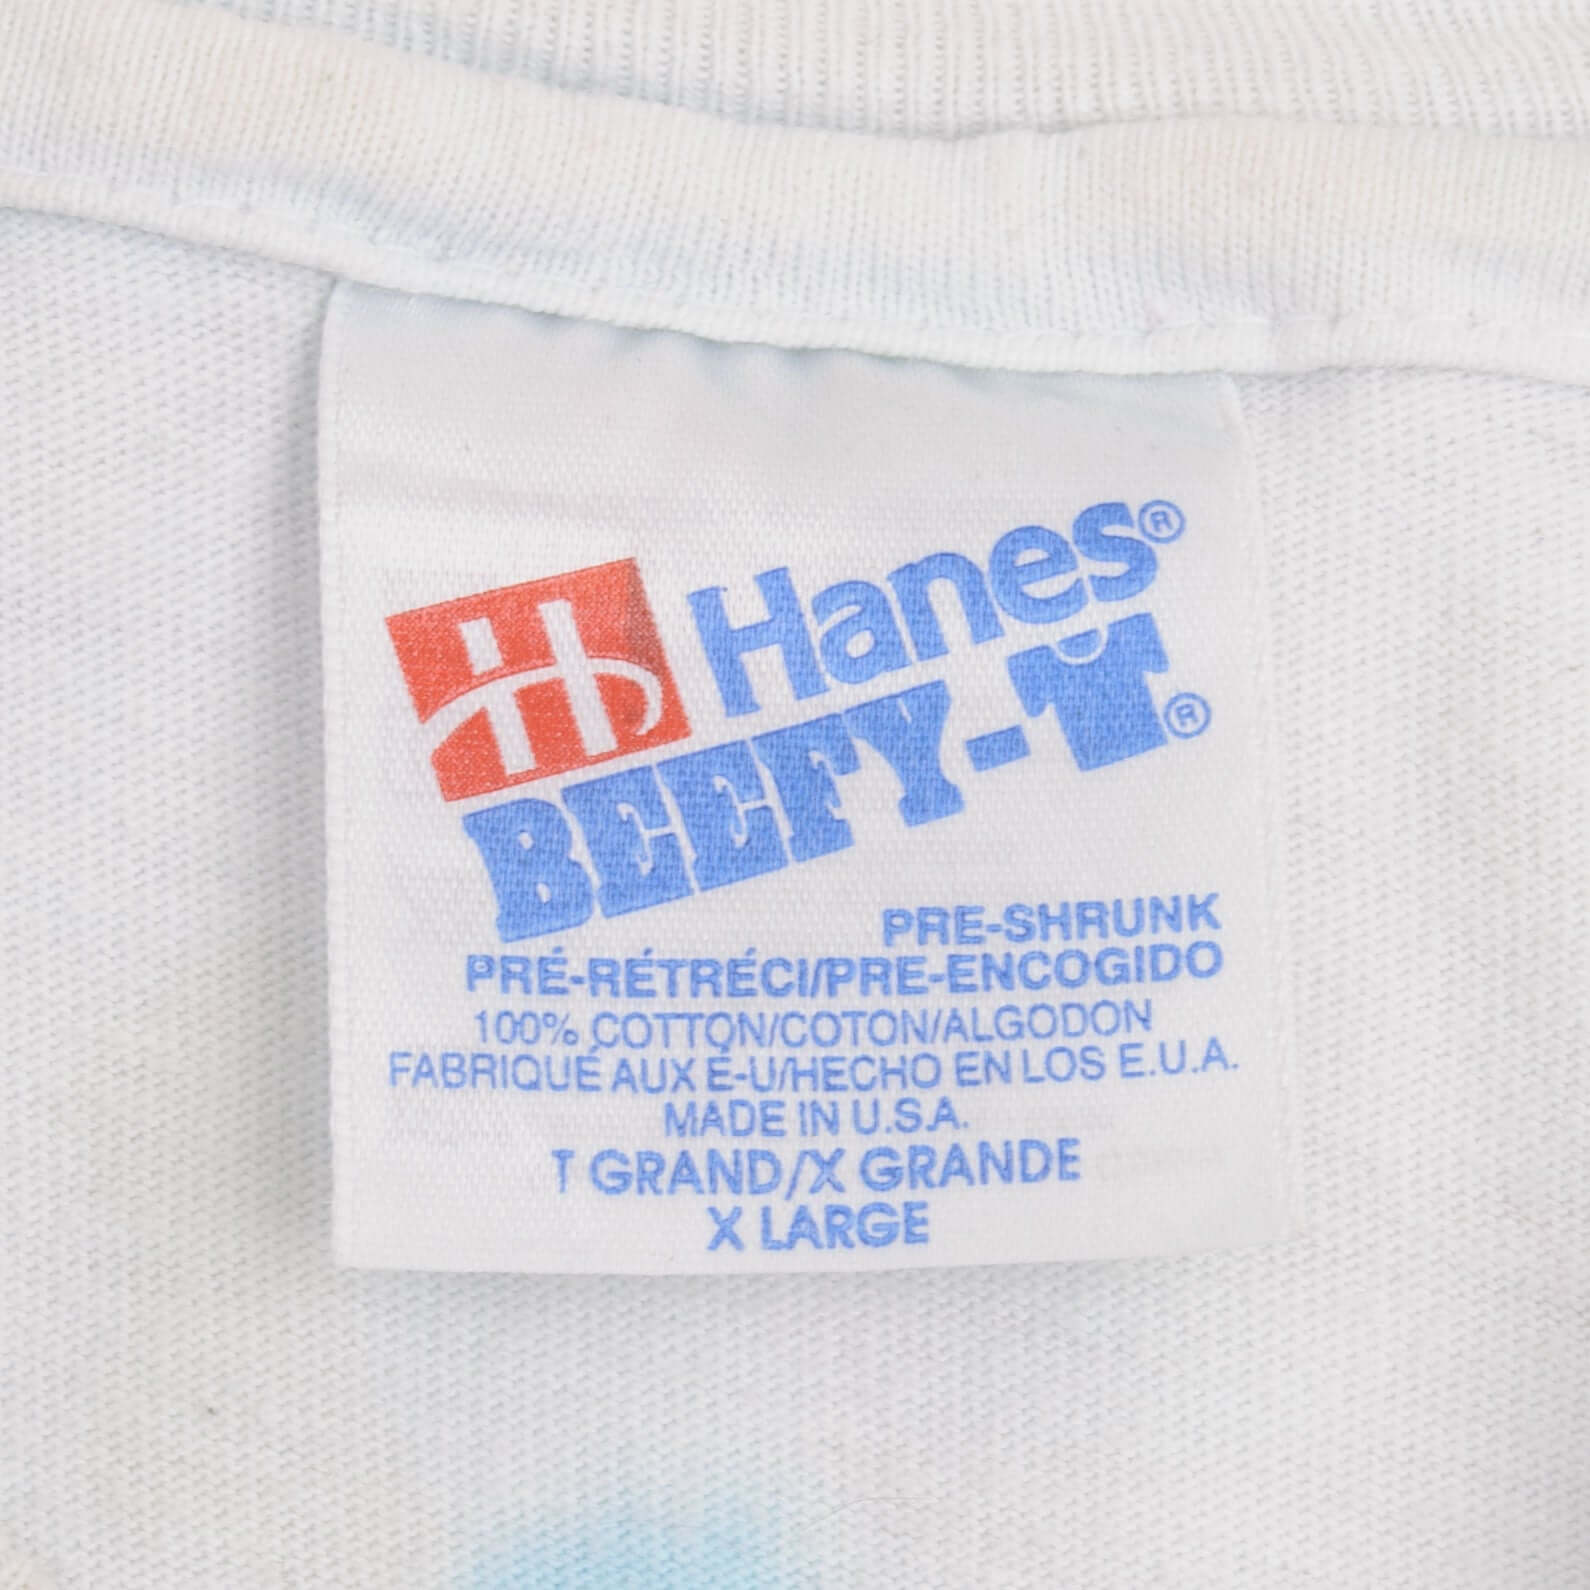 Hanes®
BEEFY-T®
PRE-SHRUNK
PRÉ-RÉTRÉCI/PRE-ENCOGIDO
100% COTTON/COTON/ALGODON
FABRIQUÉ AUX É-U/HECHO EN LOS E.U.A.
MADE IN U.S.A.
T GRAND/X GRANDE
X LARGE